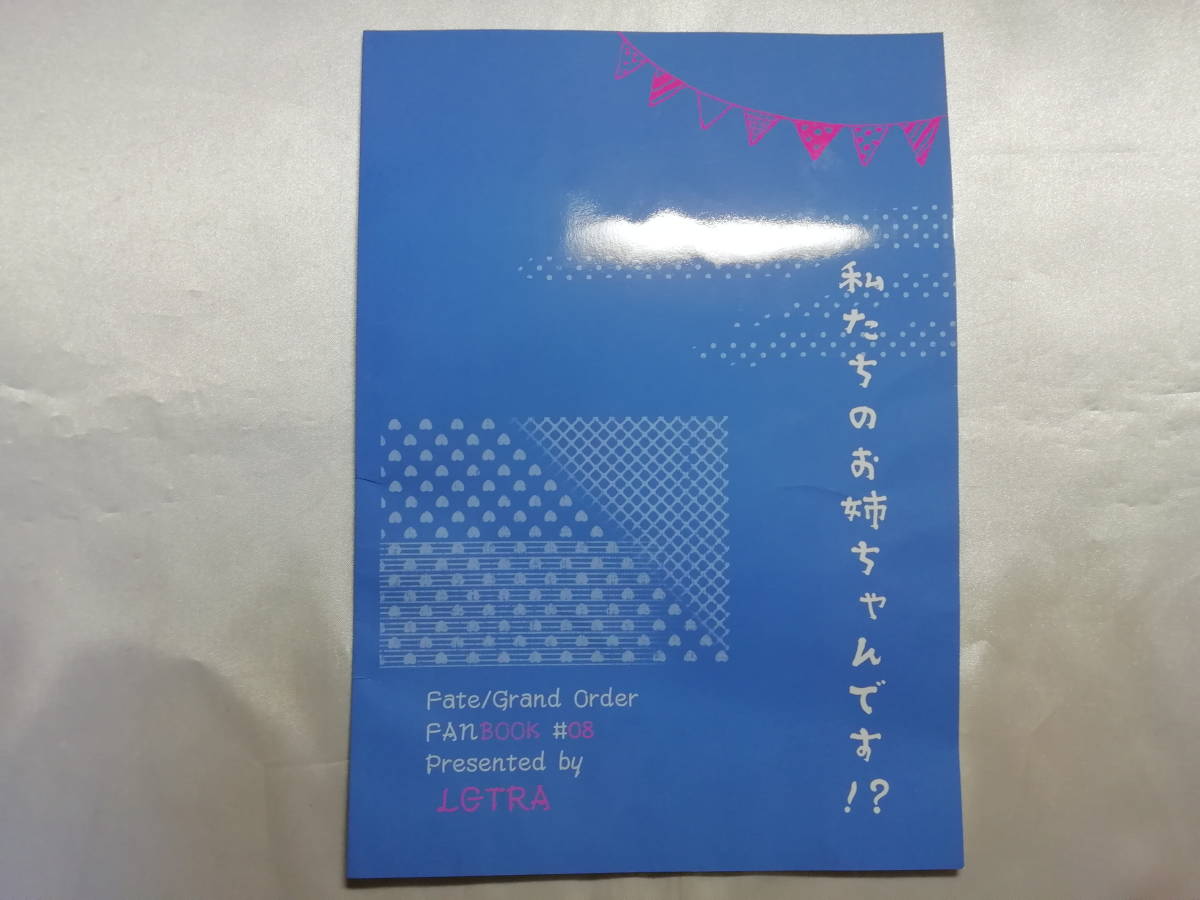 私たちのお姉ちゃんです!?
Fate/Grand Order
FANBOOK #08
Presented by
LGTRA